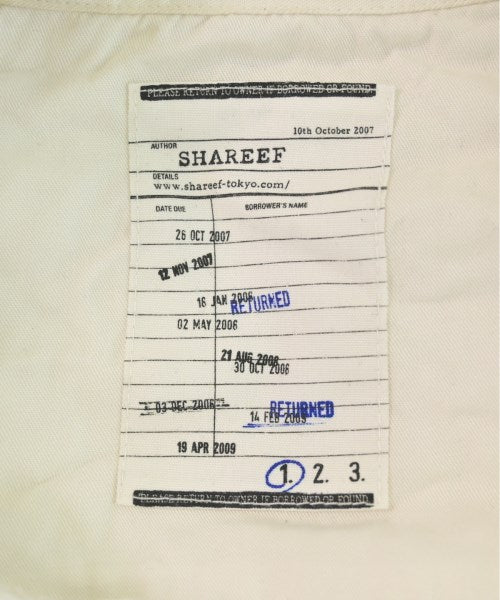 PLEASE RETURN TO OWNER IF BORROWED OR FOUND
10th October 2007
AUTHOR
SHAREEF
DETAILS
www.shareef-tokyo.com/
DATE DUE BORROWER'S NAME
26 OCT 2007
12 NOV 2007
16 JAN 2006 RETURNED
02 MAY 2006
21 AUG 2006
30 OCT 2006
03 DEC 2006 RETURNED
14 FEB 2009
19 APR 2009
1. 2. 3.
PLEASE RETURN TO OWNER IF BORROWED OR FOUND